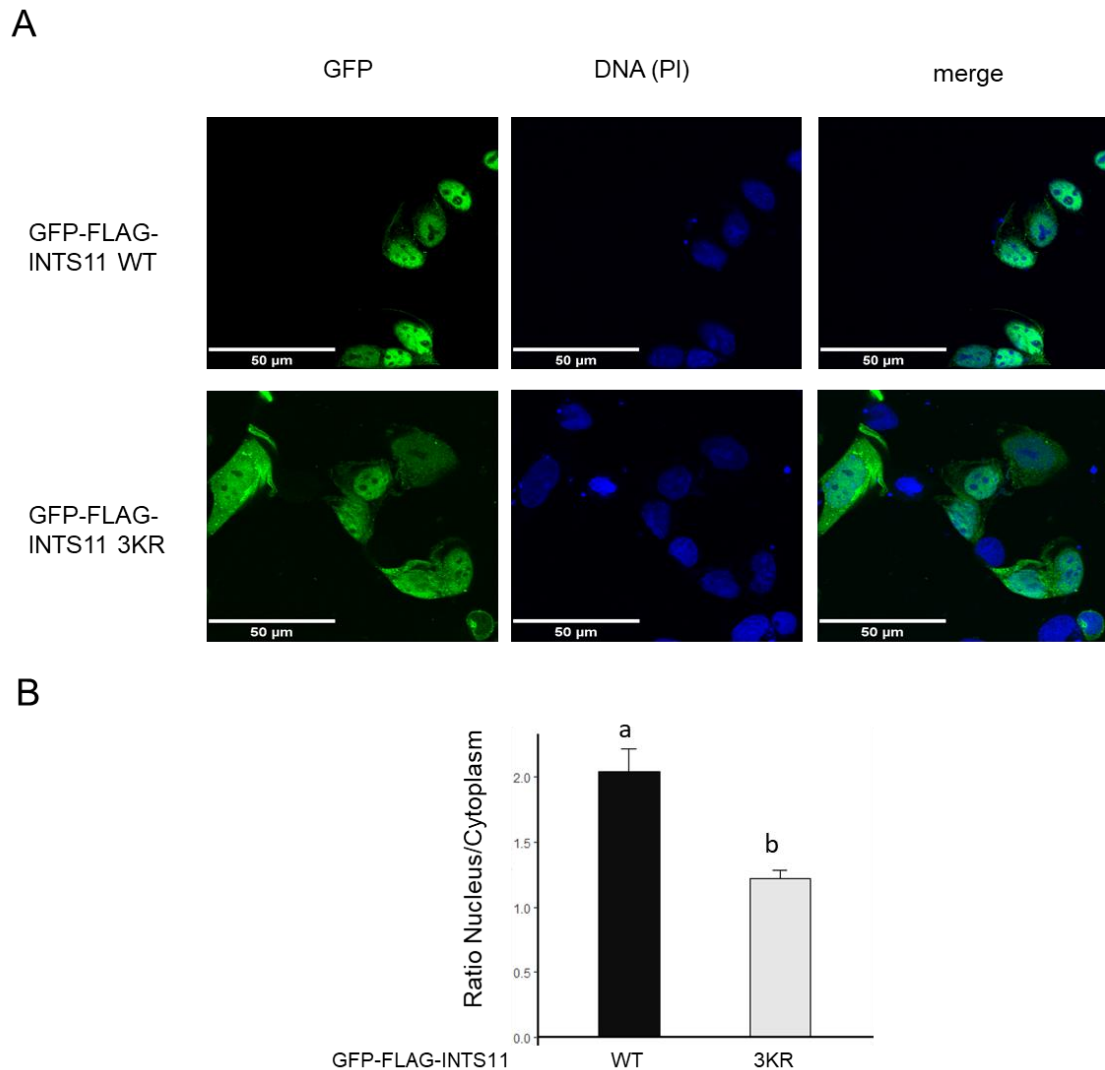 A
GFP
DNA (PI)
merge
GFP-FLAG-
INTS11 WT
50 µm
50 µm
50 µm
GFP-FLAG-
INTS11 3KR
50 µm
50 µm
50 µm
B
Ratio Nucleus/Cytoplasm
a
b
2.0
1.5
1.0
0.5
0.0
GFP-FLAG-INTS11
WT
3KR